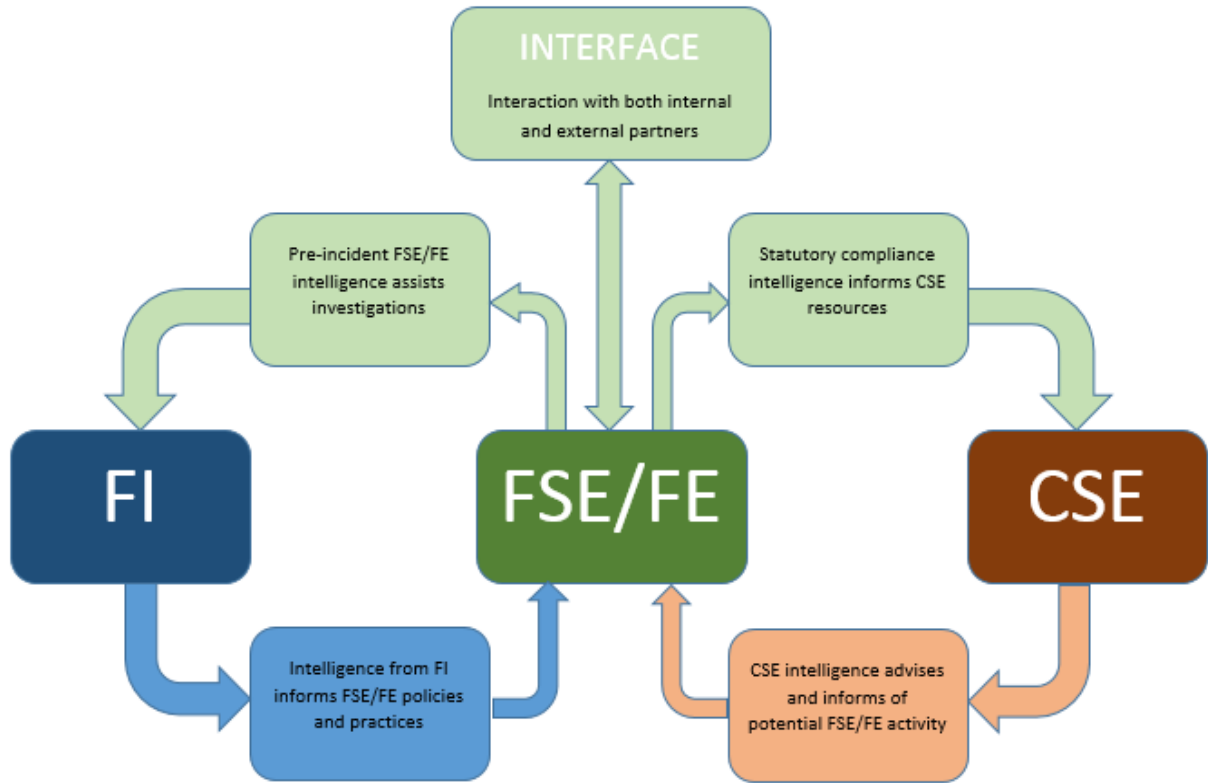 INTERFACE
Interaction with both internal
and external partners
Pre-incident FSE/FE
intelligence assists
investigations
Statutory compliance
intelligence informs CSE
resources
FI
FSE/FE
CSE
Intelligence from FI
informs FSE/FE policies
and practices
CSE intelligence advises
and informs of
potential FSE/FE activity